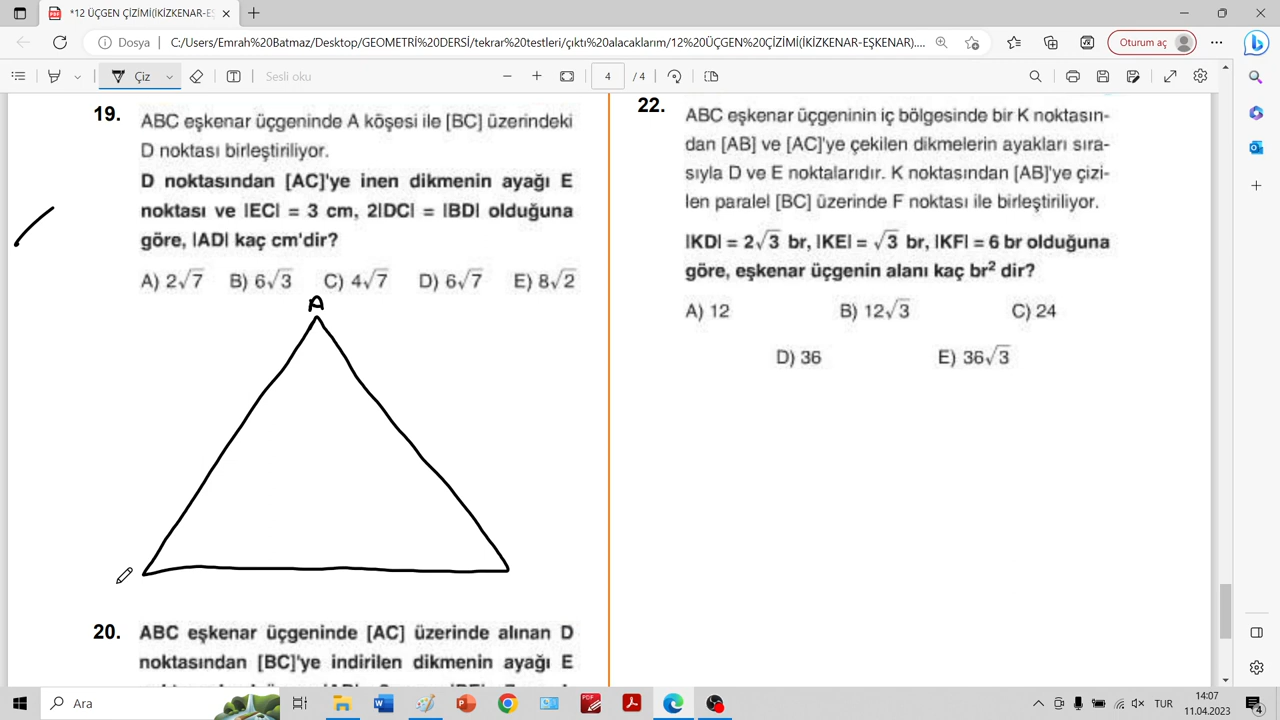 *12 ÜÇGEN ÇİZİMİ(İKİZKENAR-EŞ
Dosya
C:/Users/Emrah%20Batmaz/Desktop/GEOMETRİ%20DERSİ/tekrar%20testleri/çıktı%20alacaklarım/12%20ÜÇGEN%20ÇİZİMİ(İKİZKENAR-EŞKENAR)....
Oturum aç
Çiz
Sesli oku
4
/ 4
19.
ABC eşkenar üçgeninde A köşesi ile [BC] üzerindeki
D noktası birleştiriliyor.
D noktasından [AC]'ye inen dikmenin ayağı E
noktası ve |EC| = 3 cm, 2|DC| = |BD| olduğuna
göre, |AD| kaç cm'dir?
A) 2√7 B) 6√3 C) 4√7 D) 6√7 E) 8√2
A
20.
ABC eşkenar üçgeninde [AC] üzerinde alınan D
noktasından [BC]'ye indirilen dikmenin ayağı E
22.
ABC eşkenar üçgeninin iç bölgesinde bir K noktasın-
dan [AB] ve [AC]'ye çekilen dikmelerin ayakları sıra-
sıyla D ve E noktalarıdır. K noktasından [AB]'ye çizi-
len paralel [BC] üzerinde F noktası ile birleştiriliyor.
|KD| = 2√3 br, |KE| = √3 br, |KF| = 6 br olduğuna
göre, eşkenar üçgenin alanı kaç br² dir?
A) 12 B) 12√3 C) 24
D) 36 E) 36√3
Ara
TUR
14:07
11.04.2023
4